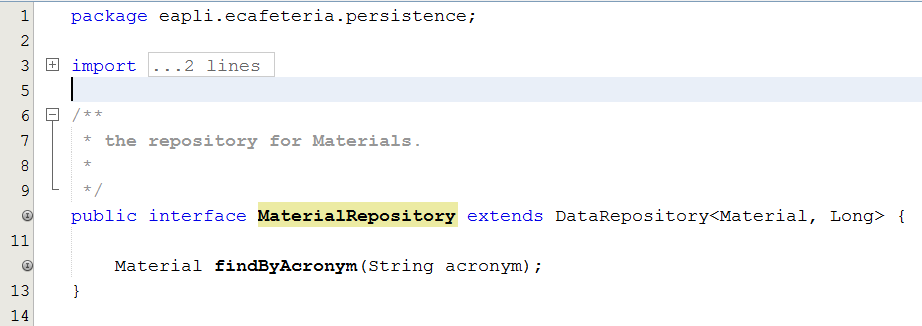 1 package eapli.ecafeteria.persistence;
2
3 import ...2 lines
5
6 /**
7 * the repository for Materials.
8 *
9 */
public interface MaterialRepository extends DataRepository<Material, Long> {
11
Material findByAcronym(String acronym);
13 }
14